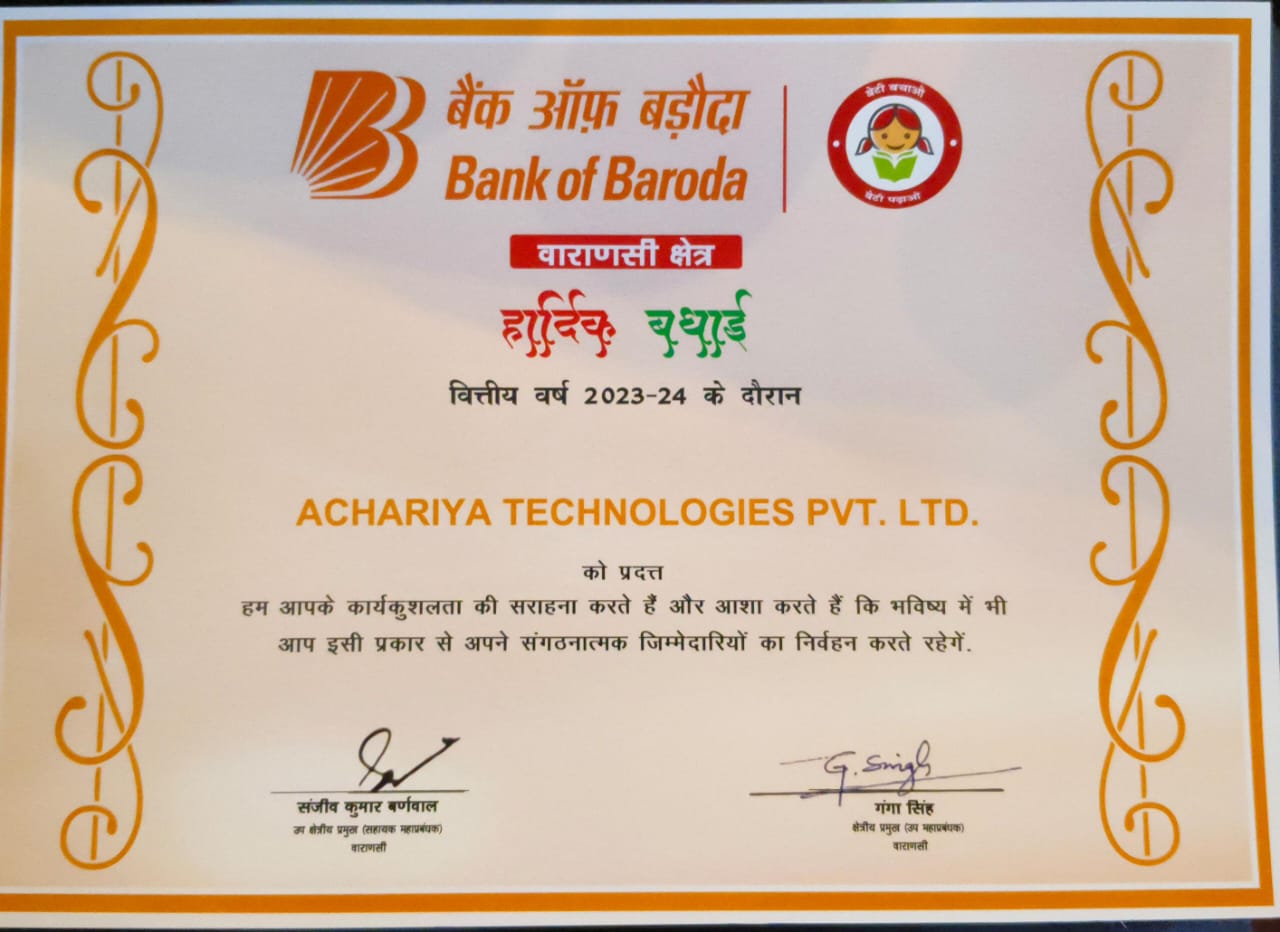 बैंक ऑफ़ बड़ौदा
Bank of Baroda
बेटी बचाओ
बेटी पढ़ाओ
वाराणसी क्षेत्र
हार्दिक बधाई
वित्तीय वर्ष 2023-24 के दौरान
ACHARIYA TECHNOLOGIES PVT. LTD.
को प्रदत्त
हम आपके कार्यकुशलता की सराहना करते हैं और आशा करते हैं कि भविष्य में भी
आप इसी प्रकार से अपने संगठनात्मक जिम्मेदारियों का निर्वहन करते रहेगें.
संजीव कुमार बर्णवाल
उप क्षेत्रीय प्रमुख (सहायक महाप्रबंधक)
वाराणसी
G. Singh
गंगा सिंह
क्षेत्रीय प्रमुख (उप महाप्रबंधक)
वाराणसी